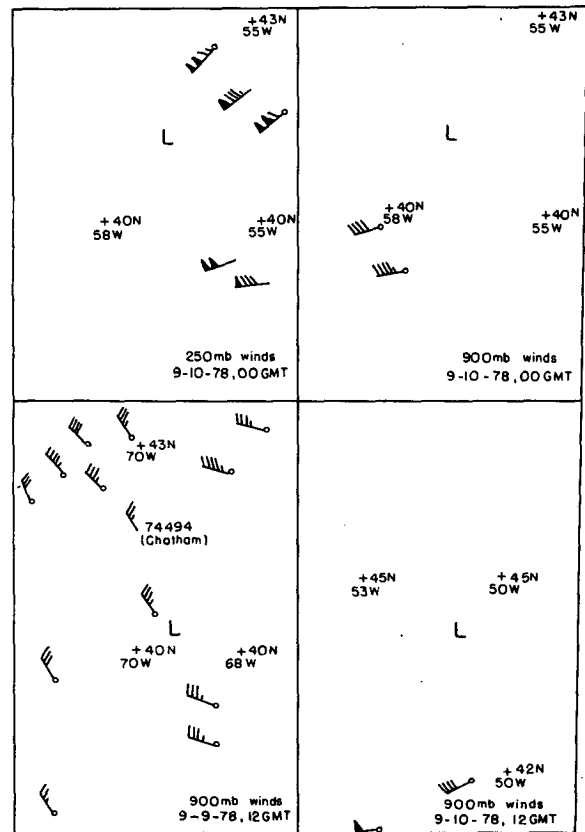 +43N
55W
L
+40N
58W
+40N
55W
250mb winds
9-10-78, 00GMT
+43N
55W
L
+40N
58W
+40N
55W
900mb winds
9-10-78, 00GMT
+43N
70W
74494
(Chatham)
L
+40N
70W
+40N
68W
900mb winds
9-9-78, 12GMT
+45N
53W
+45N
50W
L
+42N
50W
900mb winds
9-10-78, 12GMT